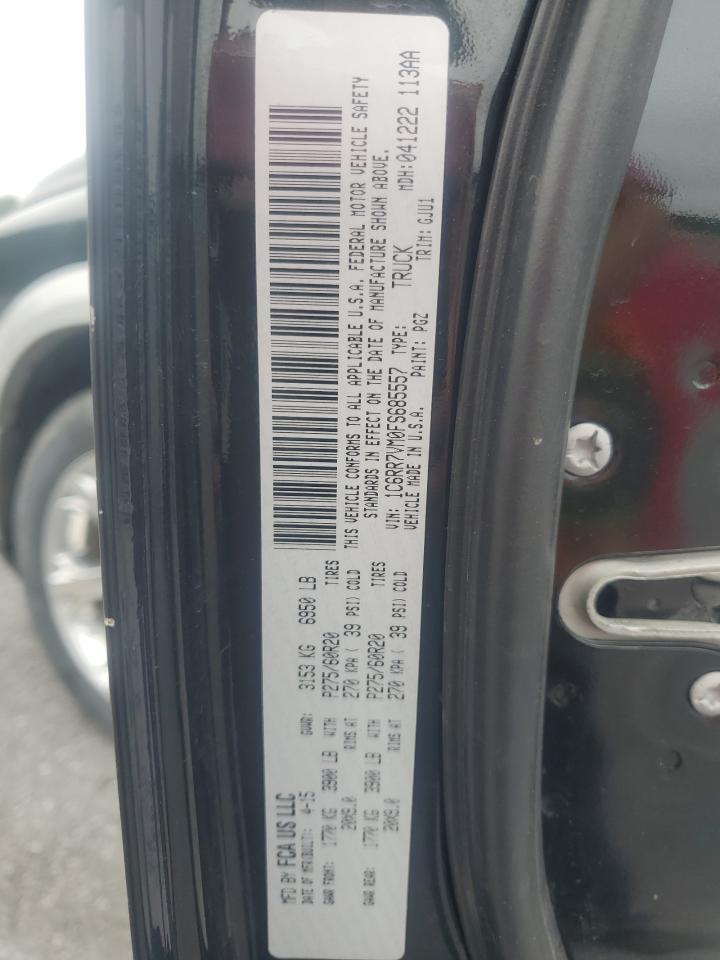 MFD BY FCA US LLC
DATE OF MFR(BUILT): 4-15 GVWR: 3153 KG 6950 LB
GAWR FRONT: 1770 KG 3900 LB WITH P275/60R20 TIRES
20X9.0 RIMS AT 270 KPA ( 39 PSI) COLD
GAWR REAR: 1770 KG 3900 LB WITH P275/60R20 TIRES
20X9.0 RIMS AT 270 KPA ( 39 PSI) COLD
THIS VEHICLE CONFORMS TO ALL APPLICABLE U.S.A. FEDERAL MOTOR VEHICLE SAFETY
STANDARDS IN EFFECT ON THE DATE OF MANUFACTURE SHOWN ABOVE.
VIN: 1C6RR7VM0FS685557 TYPE: TRUCK MDH:041222 113AA
VEHICLE MADE IN U.S.A. PAINT: PGZ TRIM: GJU1